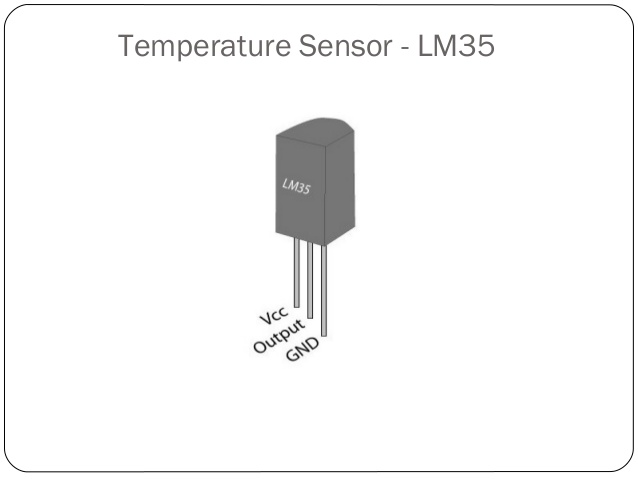 Temperature Sensor - LM35
LM35
Vcc
Output
GND